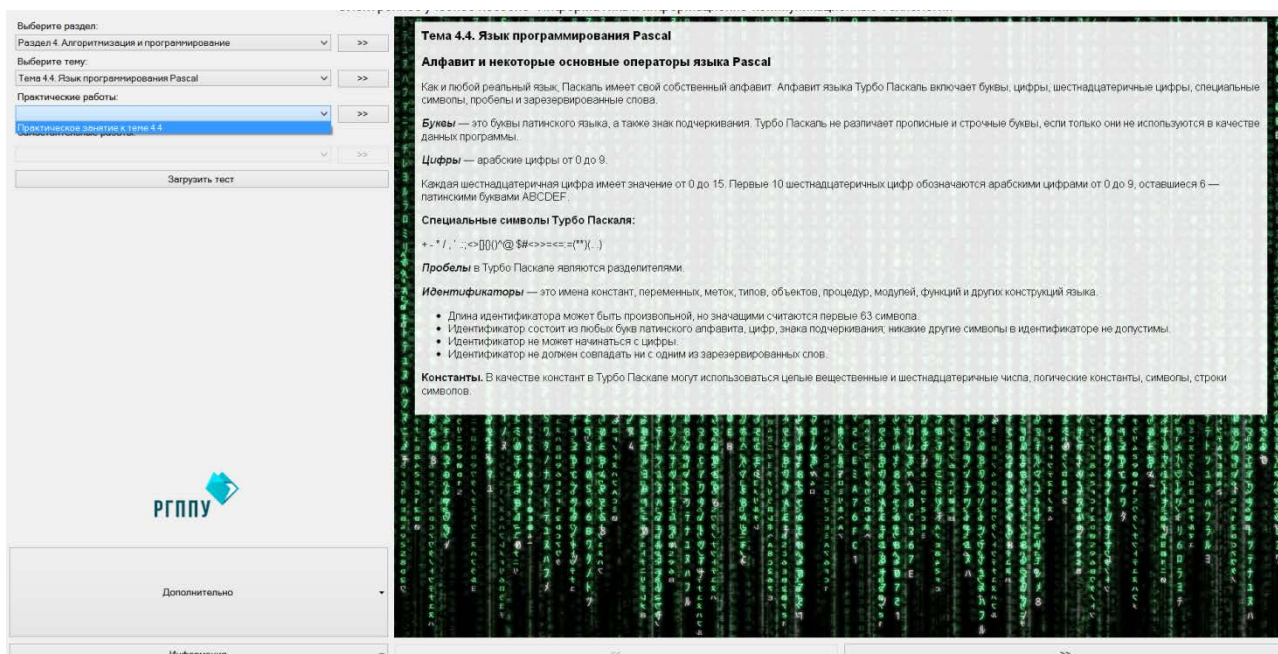 Выберите раздел:
Раздел 4. Алгоритмизация и программирование
>>
Выберите тему:
Тема 4.4. Язык программирования Pascal
>>
Практические работы:
>>
Практическое занятие к теме 4.4
>>
Загрузить тест
РГППУ
Дополнительно
Информация
Тема 4.4. Язык программирования Pascal
Алфавит и некоторые основные операторы языка Pascal
Как и любой реальный язык, Паскаль имеет свой собственный алфавит. Алфавит языка Турбо Паскаль включает буквы, цифры, шестнадцатеричные цифры, специальные
символы, пробелы и зарезервированные слова.
Буквы — это буквы латинского языка, а также знак подчеркивания. Турбо Паскаль не различает прописные и строчные буквы, если только они не используются в качестве
данных программы.
Цифры — арабские цифры от 0 до 9.
Каждая шестнадцатеричная цифра имеет значение от 0 до 15. Первые 10 шестнадцатеричных цифр обозначаются арабскими цифрами от 0 до 9, оставшиеся 6 —
латинскими буквами ABCDEF.
Специальные символы Турбо Паскаля:
+ - * / , ' .:;<>[]{}()^@ $#<>>=<=:=(**)(. .)
Пробелы в Турбо Паскале являются разделителями.
Идентификаторы — это имена констант, переменных, меток, типов, объектов, процедур, модулей, функций и других конструкций языка.
• Длина идентификатора может быть произвольной, но значащими считаются первые 63 символа.
• Идентификатор состоит из любых букв латинского алфавита, цифр, знака подчеркивания; никакие другие символы в идентификаторе не допустимы.
• Идентификатор не может начинаться с цифры.
• Идентификатор не должен совпадать ни с одним из зарезервированных слов.
Константы. В качестве констант в Турбо Паскале могут использоваться целые вещественные и шестнадцатеричные числа, логические константы, символы, строки
символов.
<<
>>